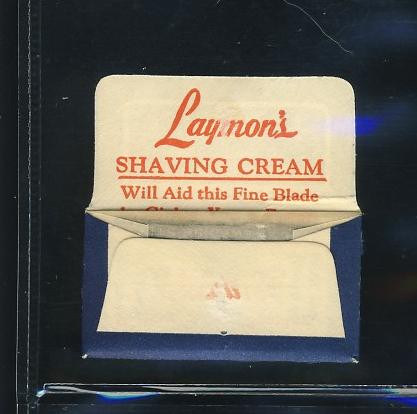 Laymon's
SHAVING CREAM
Will Aid this Fine Blade